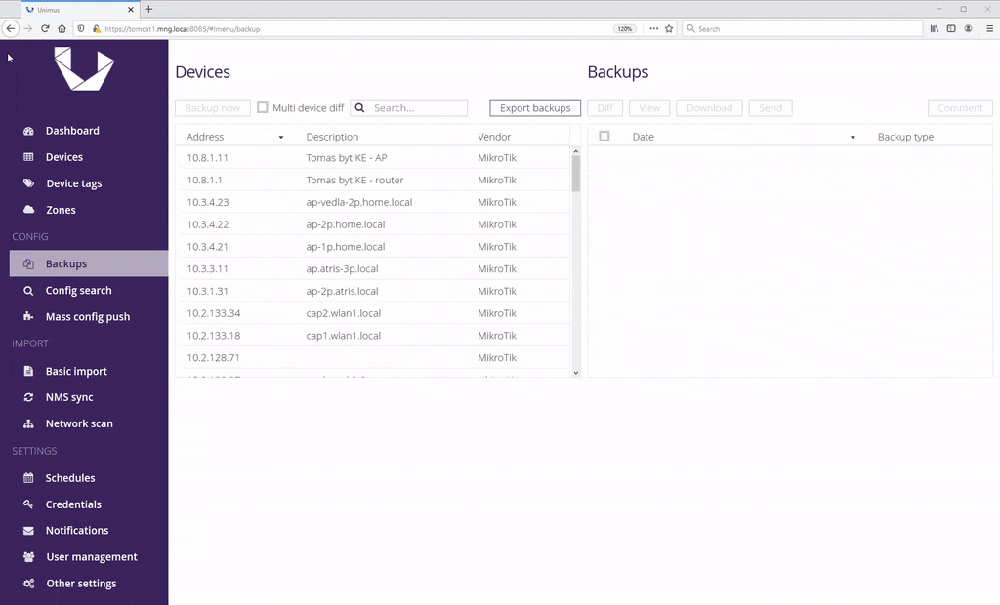 Unimus
https://tomcat1.mng.local:8085/#!menu/backup
120%
Search
Dashboard
Devices
Device tags
Zones
CONFIG
Backups
Config search
Mass config push
IMPORT
Basic import
NMS sync
Network scan
SETTINGS
Schedules
Credentials
Notifications
User management
Other settings
Devices
Backup now
Multi device diff
Search...
Export backups
Address Description Vendor
10.8.1.11 Tomas byt KE - AP MikroTik
10.8.1.1 Tomas byt KE - router MikroTik
10.3.4.23 ap-vedla-2p.home.local MikroTik
10.3.4.22 ap-2p.home.local MikroTik
10.3.4.21 ap-1p.home.local MikroTik
10.3.3.11 ap.atris-3p.local MikroTik
10.3.1.31 ap-2p.atris.local MikroTik
10.2.133.34 cap2.wlan1.local MikroTik
10.2.133.18 cap1.wlan1.local MikroTik
10.2.128.71 MikroTik
MikroTik
Backups
Diff
View
Download
Send
Comment
Date Backup type